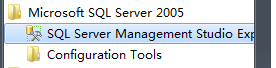 Microsoft SQL Server 2005
SQL Server Management Studio Exp
Configuration Tools